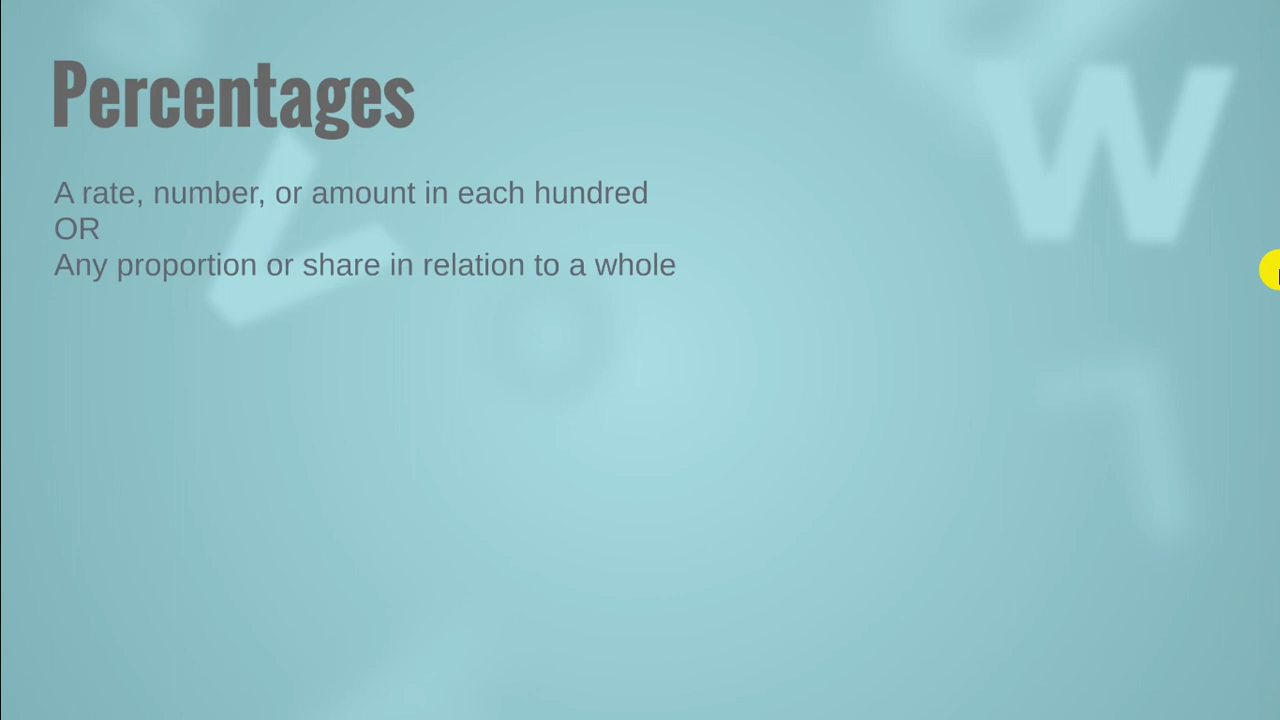 Percentages
A rate, number, or amount in each hundred
OR
Any proportion or share in relation to a whole
W
L